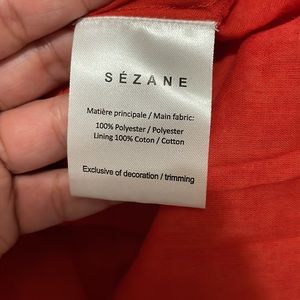 SÉZANE
Matière principale / Main fabric:
100% Polyester / Polyester
Lining 100% Coton / Cotton
Exclusive of decoration / trimming